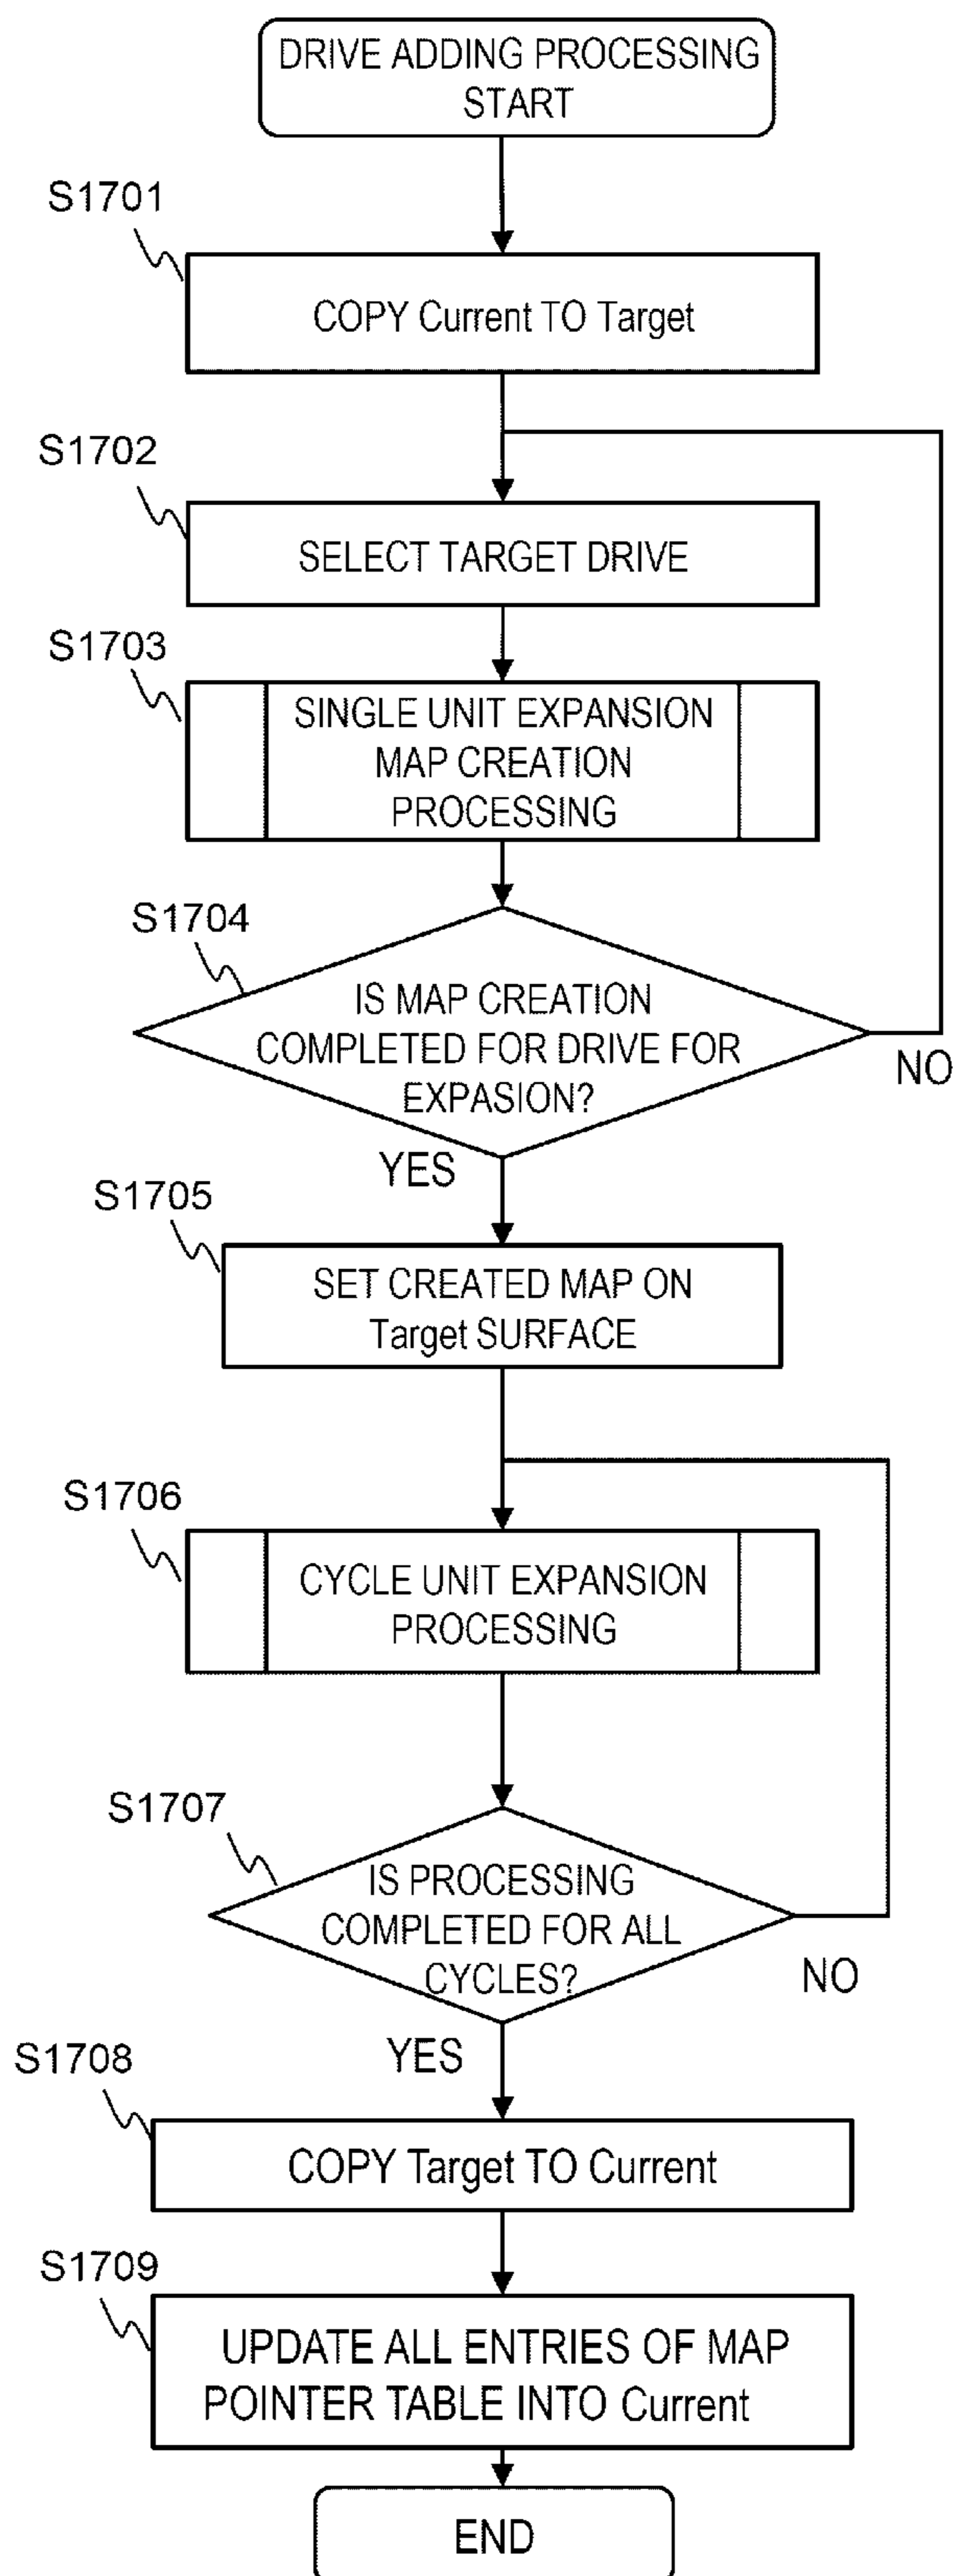 DRIVE ADDING PROCESSING
START
S1701
COPY Current TO Target
S1702
SELECT TARGET DRIVE
S1703
SINGLE UNIT EXPANSION
MAP CREATION
PROCESSING
S1704
IS MAP CREATION
COMPLETED FOR DRIVE FOR
EXPASION?
NO
YES
S1705
SET CREATED MAP ON
Target SURFACE
S1706
CYCLE UNIT EXPANSION
PROCESSING
S1707
IS PROCESSING
COMPLETED FOR ALL
CYCLES?
NO
YES
S1708
COPY Target TO Current
S1709
UPDATE ALL ENTRIES OF MAP
POINTER TABLE INTO Current
END